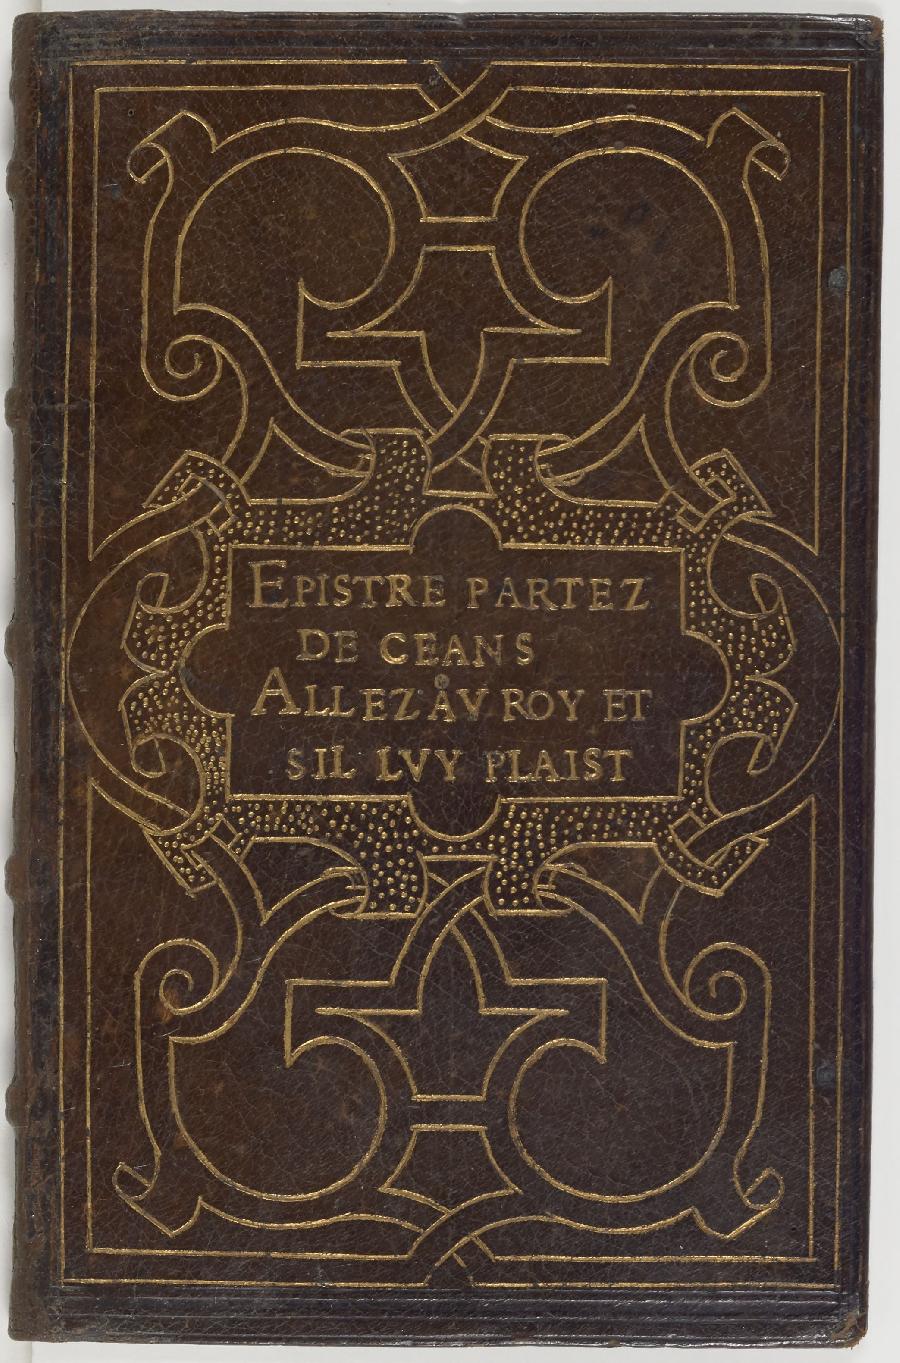 EPISTRE PARTEZ
DE CEANS
ALLEZ AV ROY ET
SIL LVY PLAIST